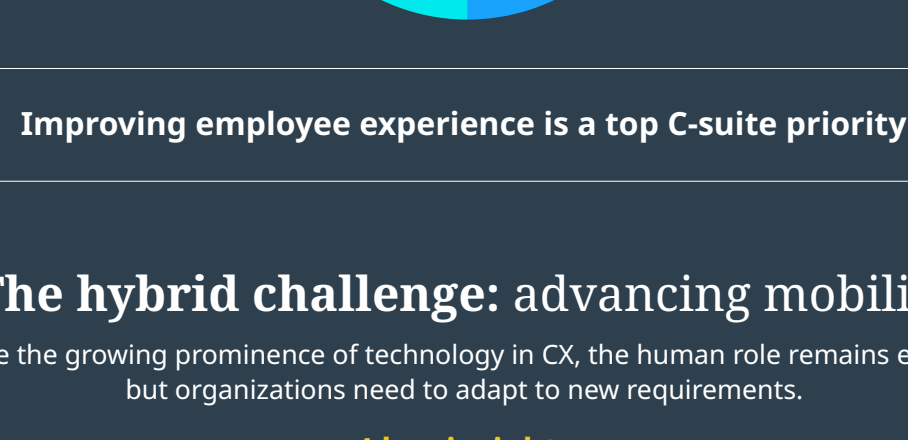 Improving employee experience is a top C-suite priority
The hybrid challenge: advancing
the growing prominence of technology in CX, the human role remains
but organizations need to adapt to new requirements.